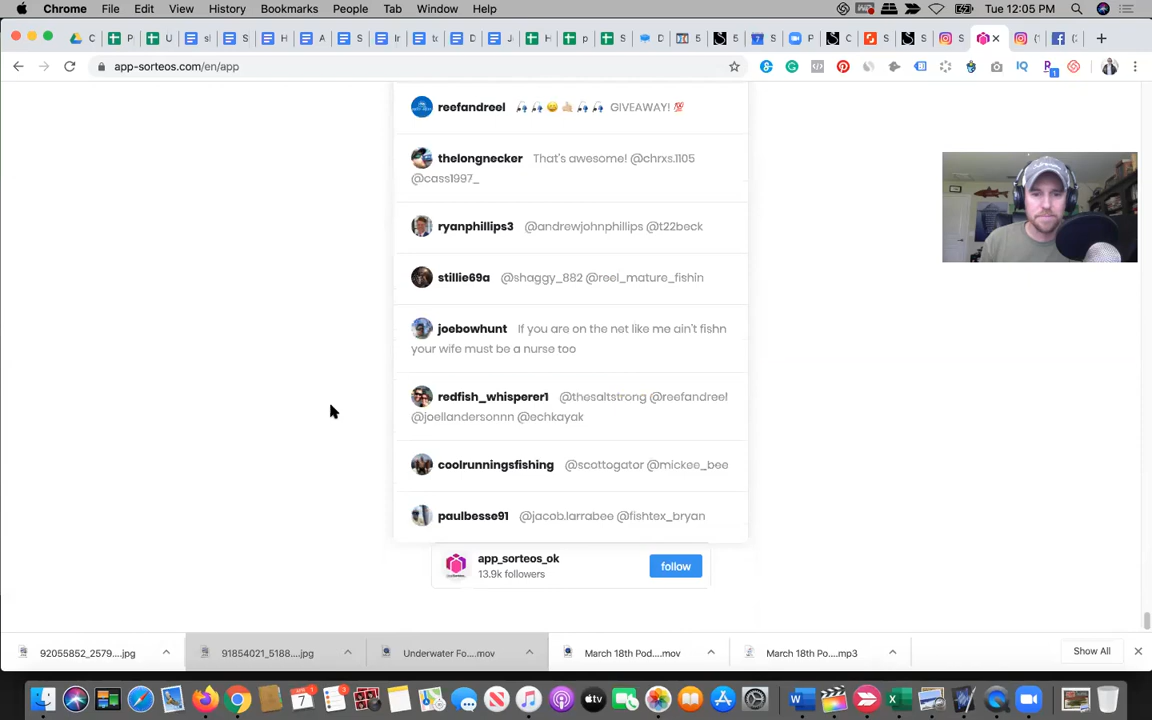 Chrome File Edit View History Bookmarks People Tab Window Help Tue 12:05 PM
app-sorteos.com/en/app
reefandreel GIVEAWAY! 💯
thelongnecker That's awesome! @chrxs.1105
@cass1997_
ryanphillips3 @andrewjohnphillips @t22beck
stillie69a @shaggy_882 @reel_mature_fishin
joebowhunt If you are on the net like me ain't fishn
your wife must be a nurse too
redfish_whisperer1 @thesaltstrong @reefandreel
@joellandersonnn @echkayak
coolrunningsfishing @scottogator @mickee_bee
paulbesse91 @jacob.larrabee @fishtex_bryan
app_sorteos_ok
13.9k followers
follow
92055852_2579....jpg 91854021_5188....jpg Underwater Fo....mov March 18th Pod....mov March 18th Po....mp3 Show All